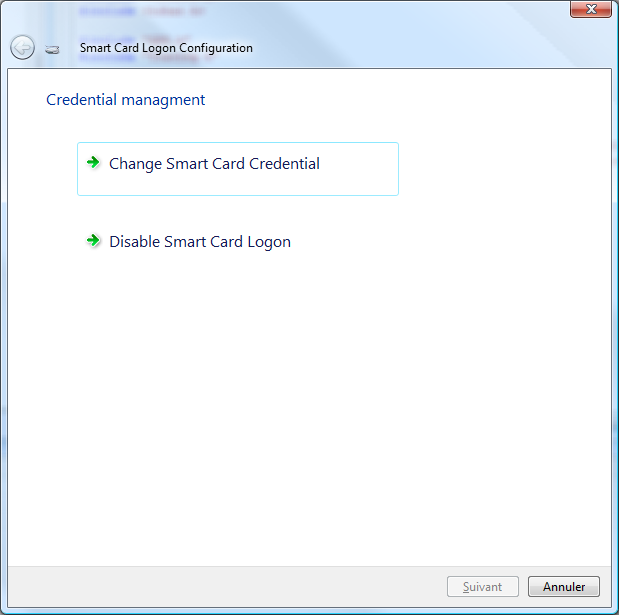 Smart Card Logon Configuration
Credential managment
Change Smart Card Credential
Disable Smart Card Logon
Suivant
Annuler